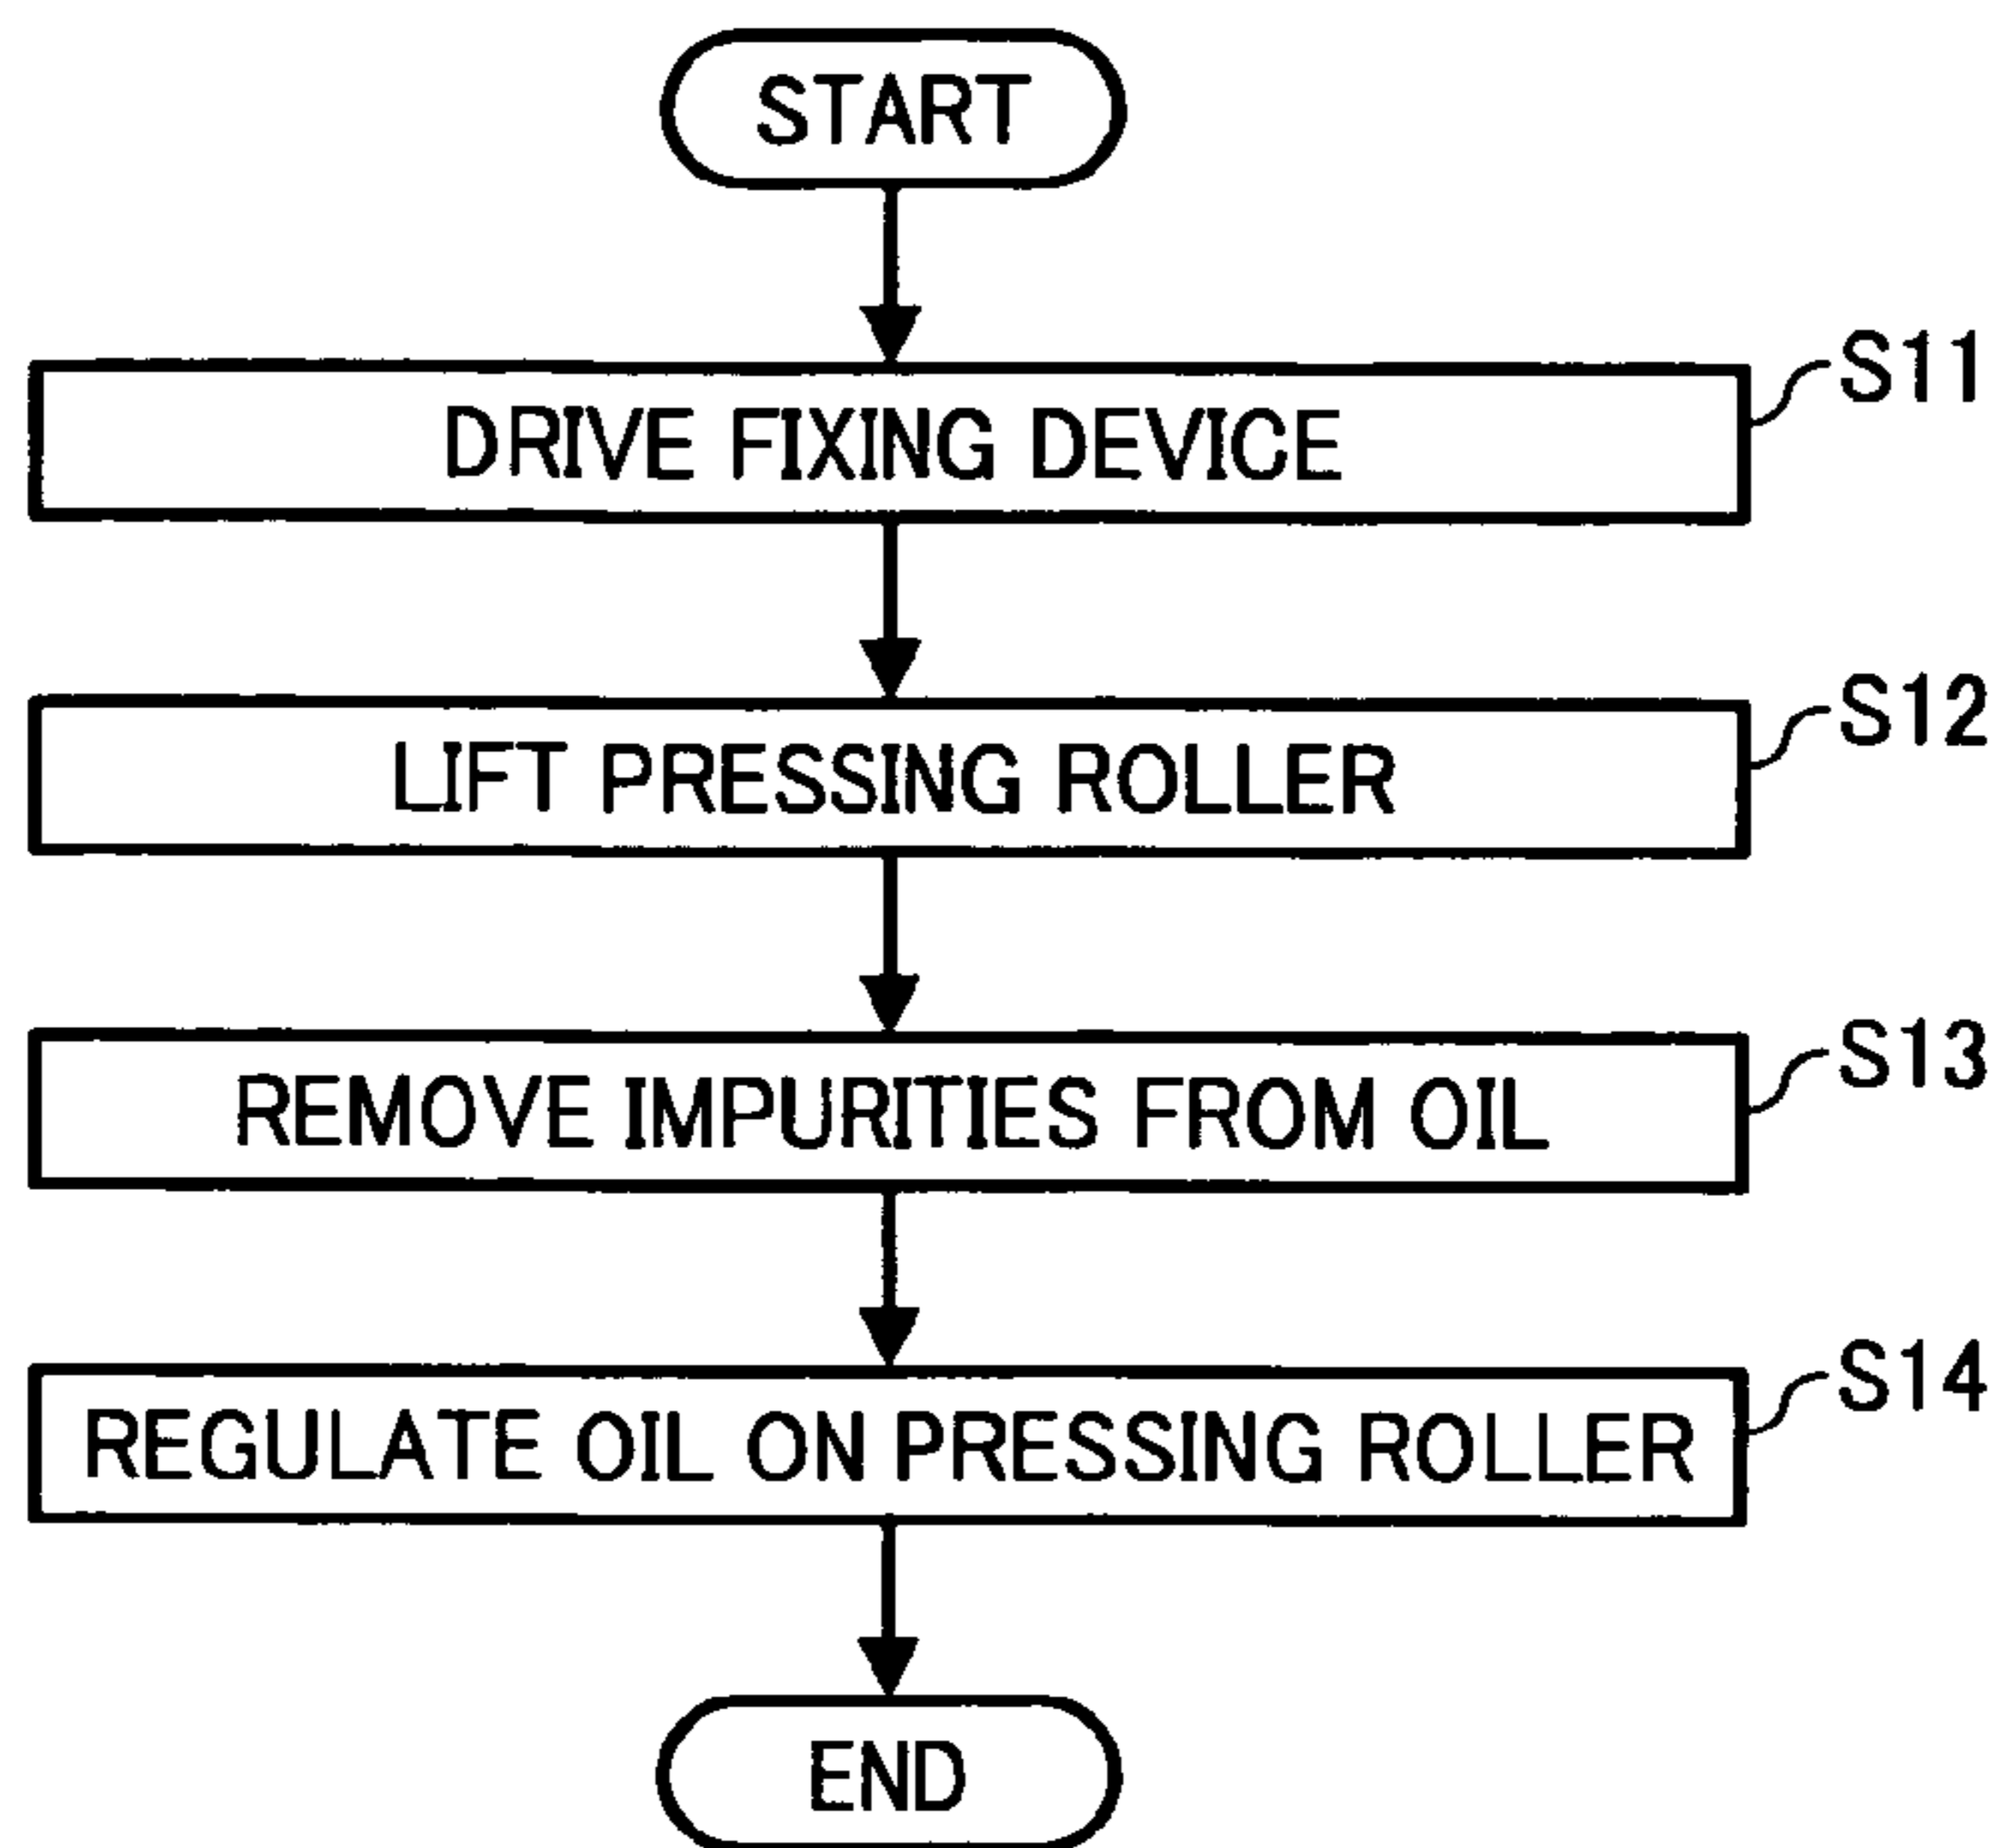 START
DRIVE FIXING DEVICE
S11
LIFT PRESSING ROLLER
S12
REMOVE IMPURITIES FROM OIL
S13
REGULATE OIL ON PRESSING ROLLER
S14
END